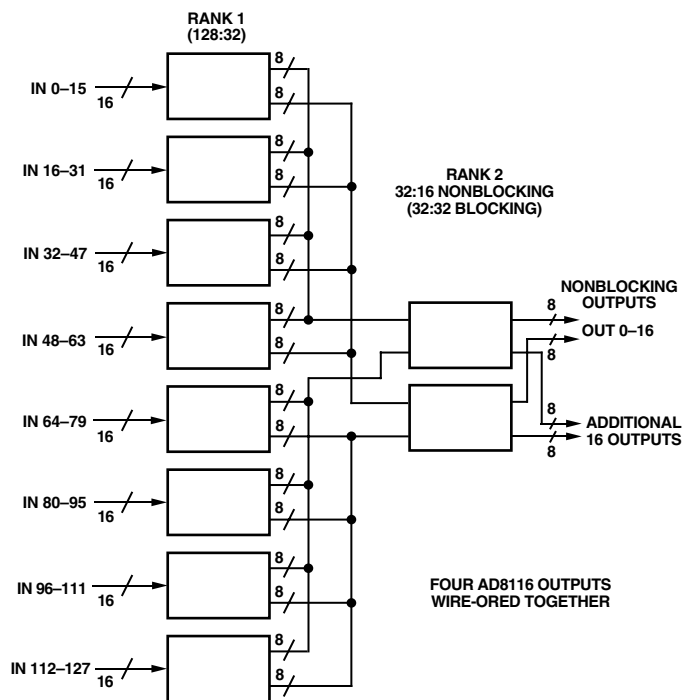 RANK 1
(128:32)
8
IN 0–15
16
8
8
IN 16–31
16
8
RANK 2
32:16 NONBLOCKING
(32:32 BLOCKING)
8
IN 32–47
16
8
NONBLOCKING
OUTPUTS
8
OUT 0–16
8
8
IN 48–63
16
8
8
IN 64–79
16
8
8
ADDITIONAL
16 OUTPUTS
8
8
IN 80–95
16
8
8
IN 96–111
16
8
FOUR AD8116 OUTPUTS
WIRE-ORED TOGETHER
8
IN 112–127
16
8